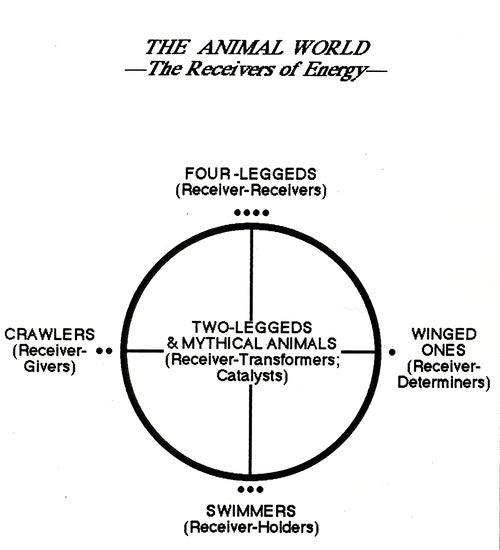 THE ANIMAL WORLD
—The Receivers of Energy—
FOUR-LEGGEDS
(Receiver-Receivers)
CRAWLERS
(Receiver-
Givers)
TWO-LEGGEDS
& MYTHICAL ANIMALS
(Receiver-Transformers;
Catalysts)
WINGED
ONES
(Receiver-
Determiners)
SWIMMERS
(Receiver-Holders)